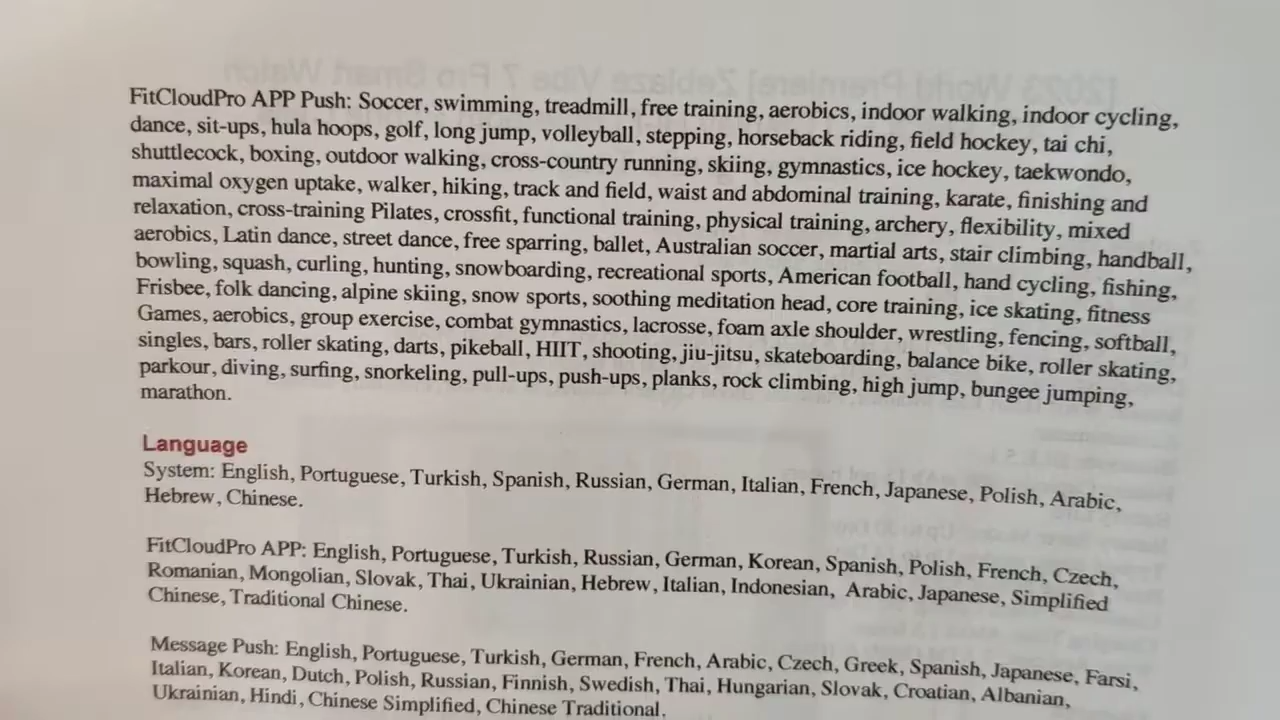 FitCloudPro APP Push: Soccer, swimming, treadmill, free training, aerobics, indoor walking, indoor cycling,
dance, sit-ups, hula hoops, golf, long jump, volleyball, stepping, horseback riding, field hockey, tai chi,
shuttlecock, boxing, outdoor walking, cross-country running, skiing, gymnastics, ice hockey, taekwondo,
maximal oxygen uptake, walker, hiking, track and field, waist and abdominal training, karate, finishing and
relaxation, cross-training Pilates, crossfit, functional training, physical training, archery, flexibility, mixed
aerobics, Latin dance, street dance, free sparring, ballet, Australian soccer, martial arts, stair climbing, handball,
bowling, squash, curling, hunting, snowboarding, recreational sports, American football, hand cycling, fishing,
Frisbee, folk dancing, alpine skiing, snow sports, soothing meditation head, core training, ice skating, fitness
Games, aerobics, group exercise, combat gymnastics, lacrosse, foam axle shoulder, wrestling, fencing, softball,
singles, bars, roller skating, darts, pikeball, HIIT, shooting, jiu-jitsu, skateboarding, balance bike, roller skating,
parkour, diving, surfing, snorkeling, pull-ups, push-ups, planks, rock climbing, high jump, bungee jumping,
marathon.
Language
System: English, Portuguese, Turkish, Spanish, Russian, German, Italian, French, Japanese, Polish, Arabic,
Hebrew, Chinese.
FitCloudPro APP: English, Portuguese, Turkish, Russian, German, Korean, Spanish, Polish, French, Czech,
Romanian, Mongolian, Slovak, Thai, Ukrainian, Hebrew, Italian, Indonesian, Arabic, Japanese, Simplified
Chinese, Traditional Chinese.
Message Push: English, Portuguese, Turkish, German, French, Arabic, Czech, Greek, Spanish, Japanese, Farsi,
Italian, Korean, Dutch, Polish, Russian, Finnish, Swedish, Thai, Hungarian, Slovak, Croatian, Albanian,
Ukrainian, Hindi, Chinese Simplified, Chinese Traditional.